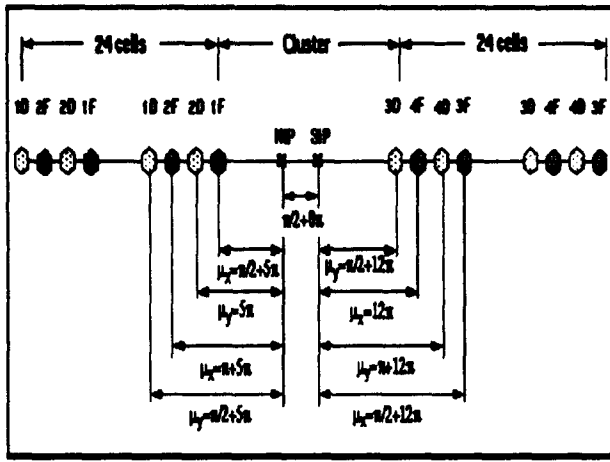 24 cells Cluster 24 cells
1D 2F 2D 1F 1D 2F 2D 1F 3D 4F 4D 3F 3D 4F 4D 3F
NIP SIP
π/2+8π
μx=π/2+5π μy=π/2+12π
μy=5π μx=12π
μx=π+5π μy=π+12π
μy=π/2+5π μx=π/2+12π